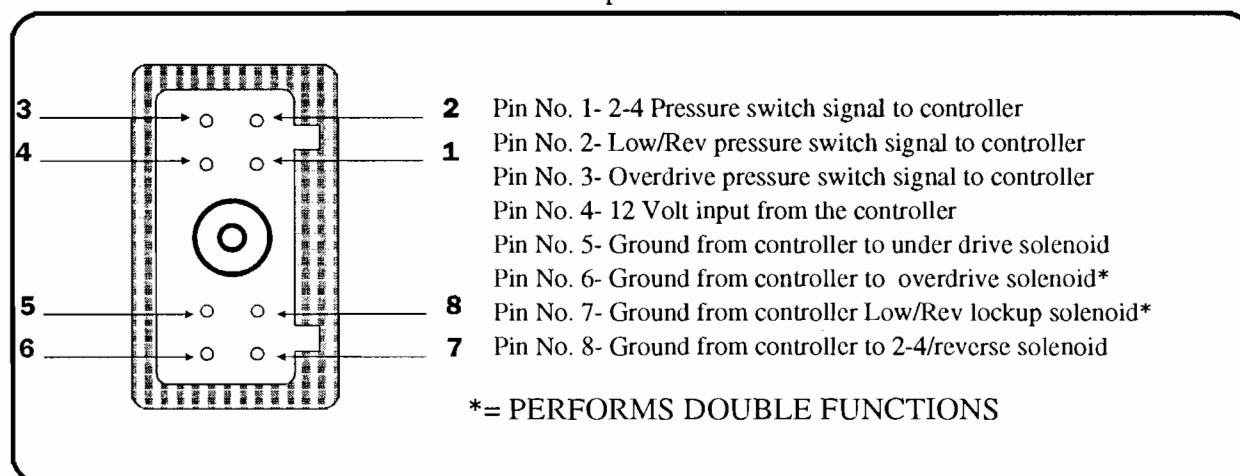 3
4
5
6
2
1
8
7
Pin No. 1- 2-4 Pressure switch signal to controller
Pin No. 2- Low/Rev pressure switch signal to controller
Pin No. 3- Overdrive pressure switch signal to controller
Pin No. 4- 12 Volt input from the controller
Pin No. 5- Ground from controller to under drive solenoid
Pin No. 6- Ground from controller to overdrive solenoid*
Pin No. 7- Ground from controller Low/Rev lockup solenoid*
Pin No. 8- Ground from controller to 2-4/reverse solenoid
*= PERFORMS DOUBLE FUNCTIONS